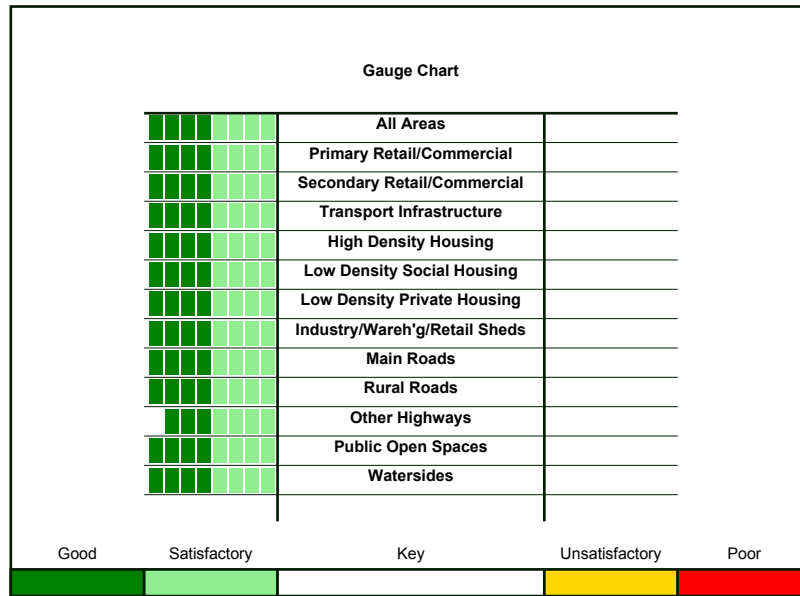 Gauge Chart
All Areas
Primary Retail/Commercial
Secondary Retail/Commercial
Transport Infrastructure
High Density Housing
Low Density Social Housing
Low Density Private Housing
Industry/Wareh'g/Retail Sheds
Main Roads
Rural Roads
Other Highways
Public Open Spaces
Watersides
Good Satisfactory Key Unsatisfactory Poor